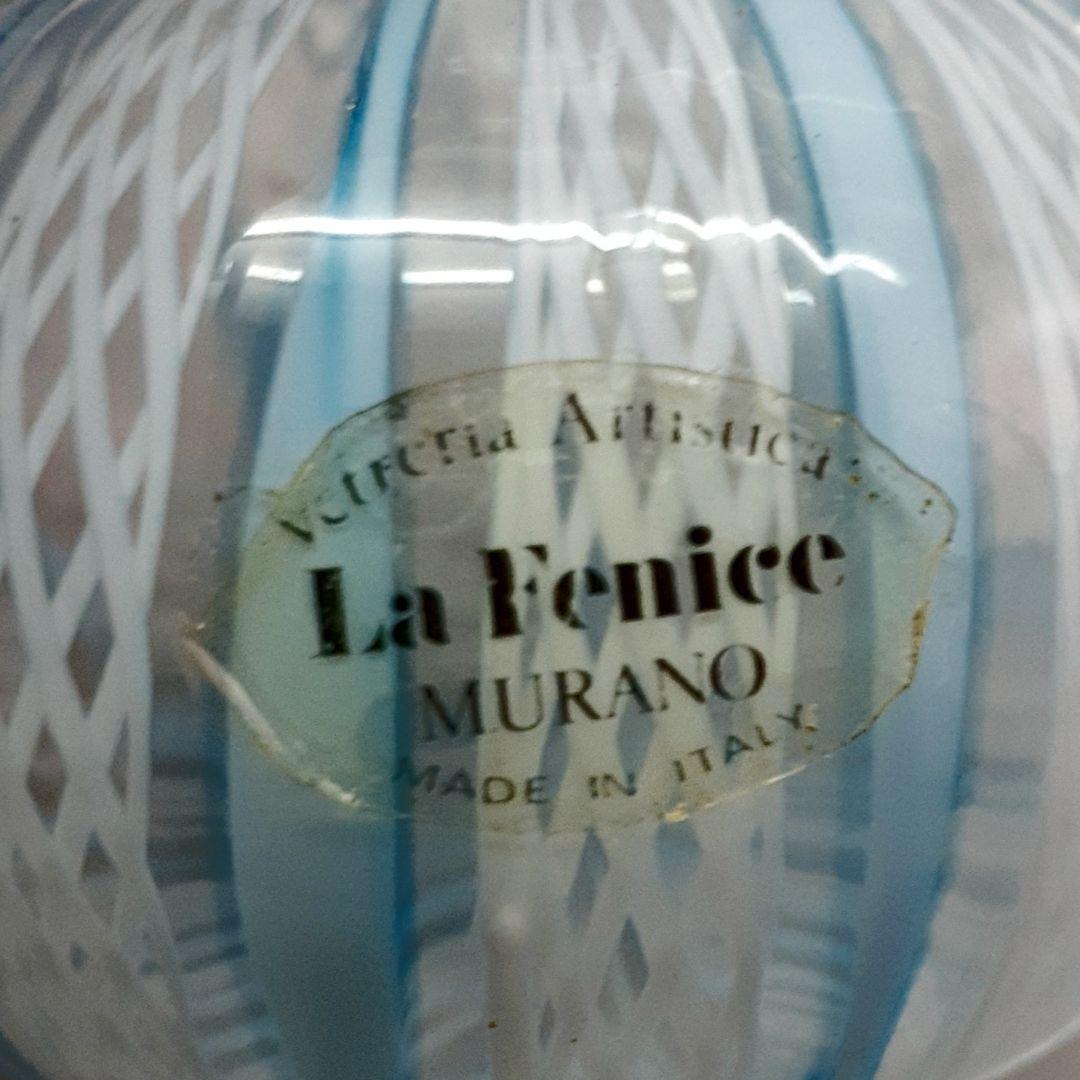 Vetreria Artistica
La Fenice
MURANO
MADE IN ITALY